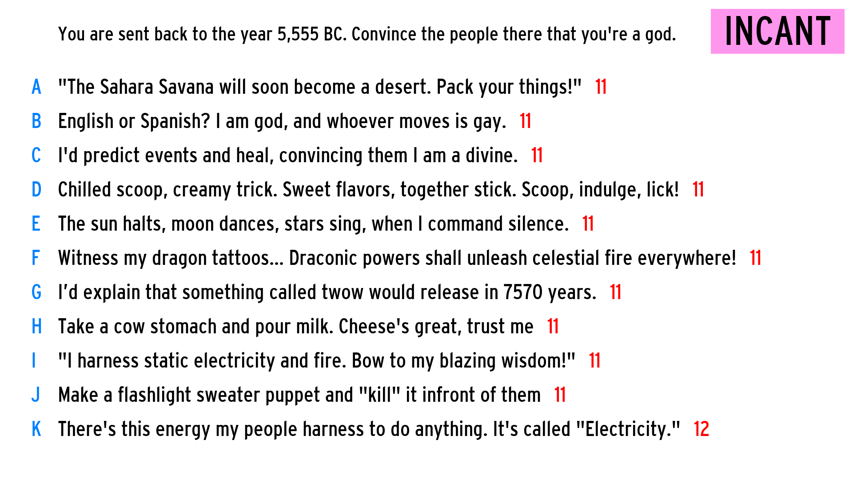 You are sent back to the year 5,555 BC. Convince the people there that you're a god.
INCANT
A "The Sahara Savana will soon become a desert. Pack your things!" 11
B English or Spanish? I am god, and whoever moves is gay. 11
C I'd predict events and heal, convincing them I am a divine. 11
D Chilled scoop, creamy trick. Sweet flavors, together stick. Scoop, indulge, lick! 11
E The sun halts, moon dances, stars sing, when I command silence. 11
F Witness my dragon tattoos... Draconic powers shall unleash celestial fire everywhere! 11
G I’d explain that something called twow would release in 7570 years. 11
H Take a cow stomach and pour milk. Cheese's great, trust me 11
I "I harness static electricity and fire. Bow to my blazing wisdom!" 11
J Make a flashlight sweater puppet and "kill" it infront of them 11
K There's this energy my people harness to do anything. It's called "Electricity." 12